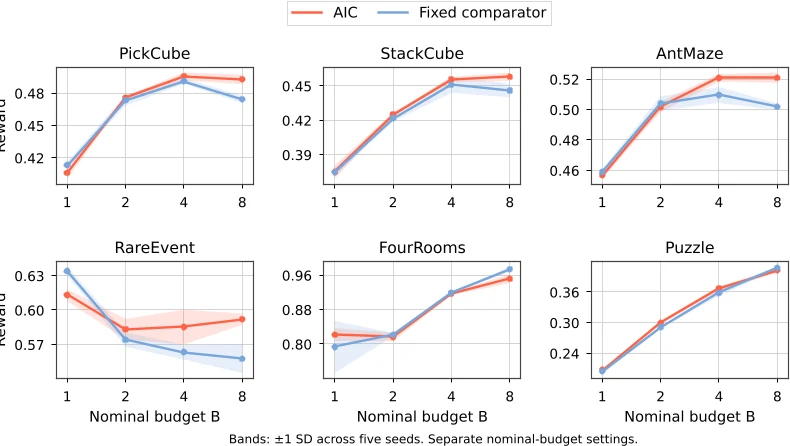 AIC Fixed comparator
PickCube StackCube AntMaze
0.48
0.45
0.42
1 2 4 8
0.45
0.42
0.39
1 2 4 8
0.52
0.50
0.48
0.46
1 2 4 8
RareEvent FourRooms Puzzle
0.63
0.60
0.57
1 2 4 8
Nominal budget B
0.96
0.88
0.80
1 2 4 8
Nominal budget B
0.36
0.30
0.24
1 2 4 8
Nominal budget B
Bands: ±1 SD across five seeds. Separate nominal-budget settings.